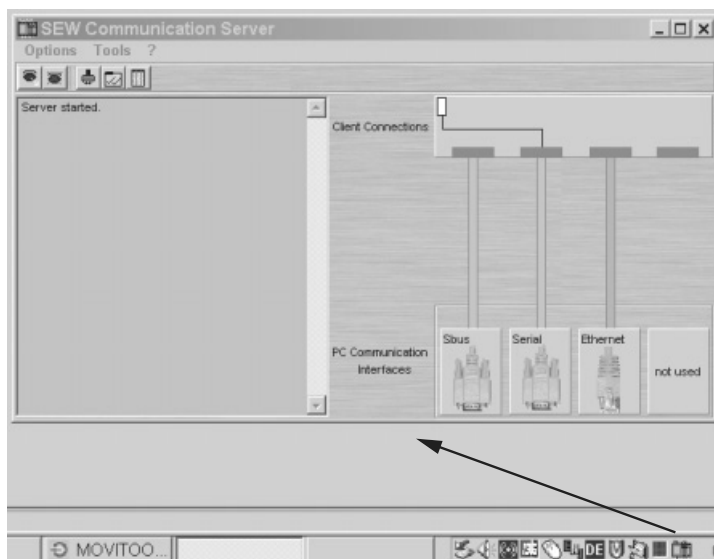 SEW Communication Server
Options Tools ?
Server started.
Client Connections
Sbus
Serial
Ethernet
not used
PC Communication
Interfaces
MOVITOO...
DE